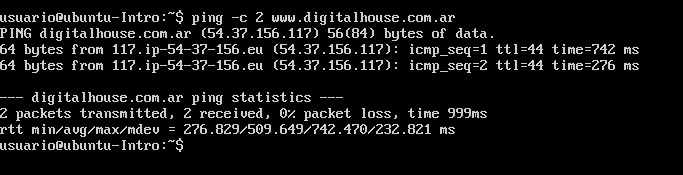 usuario@ubuntu-Intro:~$ ping -c 2 www.digitalhouse.com.ar
PING digitalhouse.com.ar (54.37.156.117) 56(84) bytes of data.
64 bytes from 117.ip-54-37-156.eu (54.37.156.117): icmp_seq=1 ttl=44 time=742 ms
64 bytes from 117.ip-54-37-156.eu (54.37.156.117): icmp_seq=2 ttl=44 time=276 ms
--- digitalhouse.com.ar ping statistics ---
2 packets transmitted, 2 received, 0% packet loss, time 999ms
rtt min/avg/max/mdev = 276.829/509.649/742.470/232.821 ms
usuario@ubuntu-Intro:~$